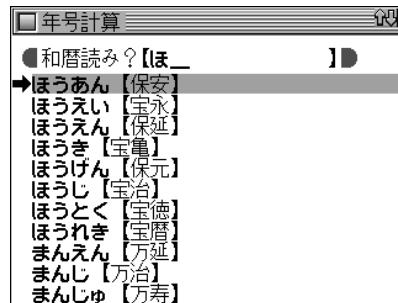 年号計算
和暦読み？【ほ__ 】
➡ほうあん【保安】
ほうえい【宝永】
ほうえん【保延】
ほうき【宝亀】
ほうげん【保元】
ほうじ【宝治】
ほうとく【宝徳】
ほうれき【宝暦】
まんえん【万延】
まんじ【万治】
まんじゅ【万寿】